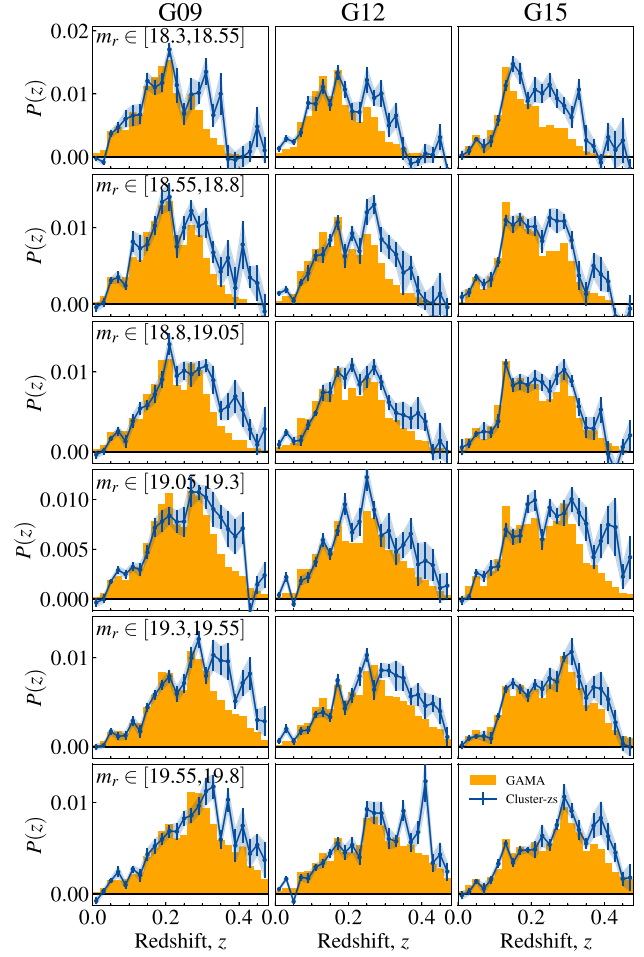 G09 G12 G15
m_r ∈ [18.3,18.55]
0.02
0.01
0.00
P(z)
m_r ∈ [18.55,18.8]
0.01
0.00
P(z)
m_r ∈ [18.8,19.05]
0.01
0.00
P(z)
m_r ∈ [19.05,19.3]
0.010
0.005
0.000
P(z)
m_r ∈ [19.3,19.55]
0.01
0.00
P(z)
m_r ∈ [19.55,19.8]
0.01
0.00
P(z)
GAMA
Cluster-zs
0.0 0.2 0.4 0.0 0.2 0.4 0 0.2 0.4
Redshift, z Redshift, z Redshift, z